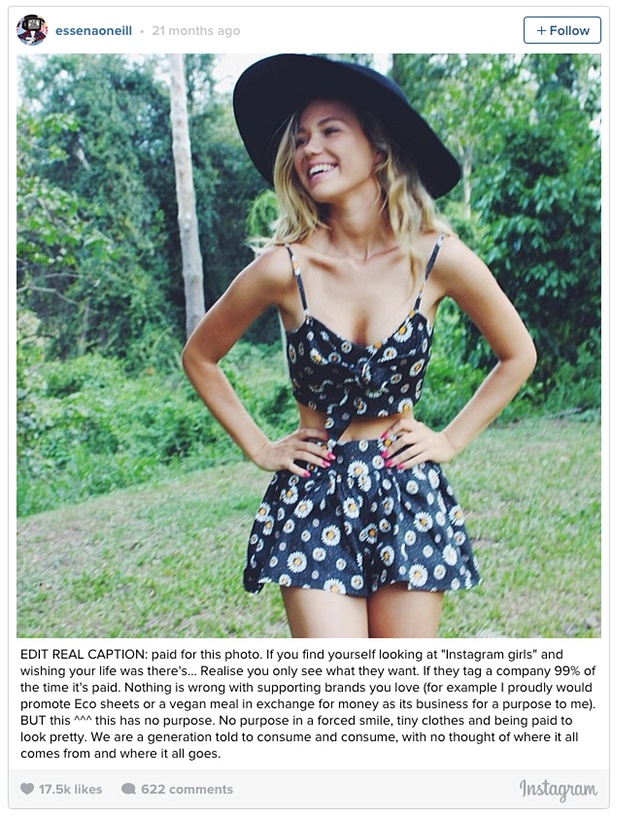 essenaoneill • 21 months ago
+ Follow
EDIT REAL CAPTION: paid for this photo. If you find yourself looking at "Instagram girls" and
wishing your life was there's... Realise you only see what they want. If they tag a company 99% of
the time it's paid. Nothing is wrong with supporting brands you love (for example I proudly would
promote Eco sheets or a vegan meal in exchange for money as its business for a purpose to me).
BUT this ^^^ this has no purpose. No purpose in a forced smile, tiny clothes and being paid to
look pretty. We are a generation told to consume and consume, with no thought of where it all
comes from and where it all goes.
17.5k likes 622 comments
Instagram